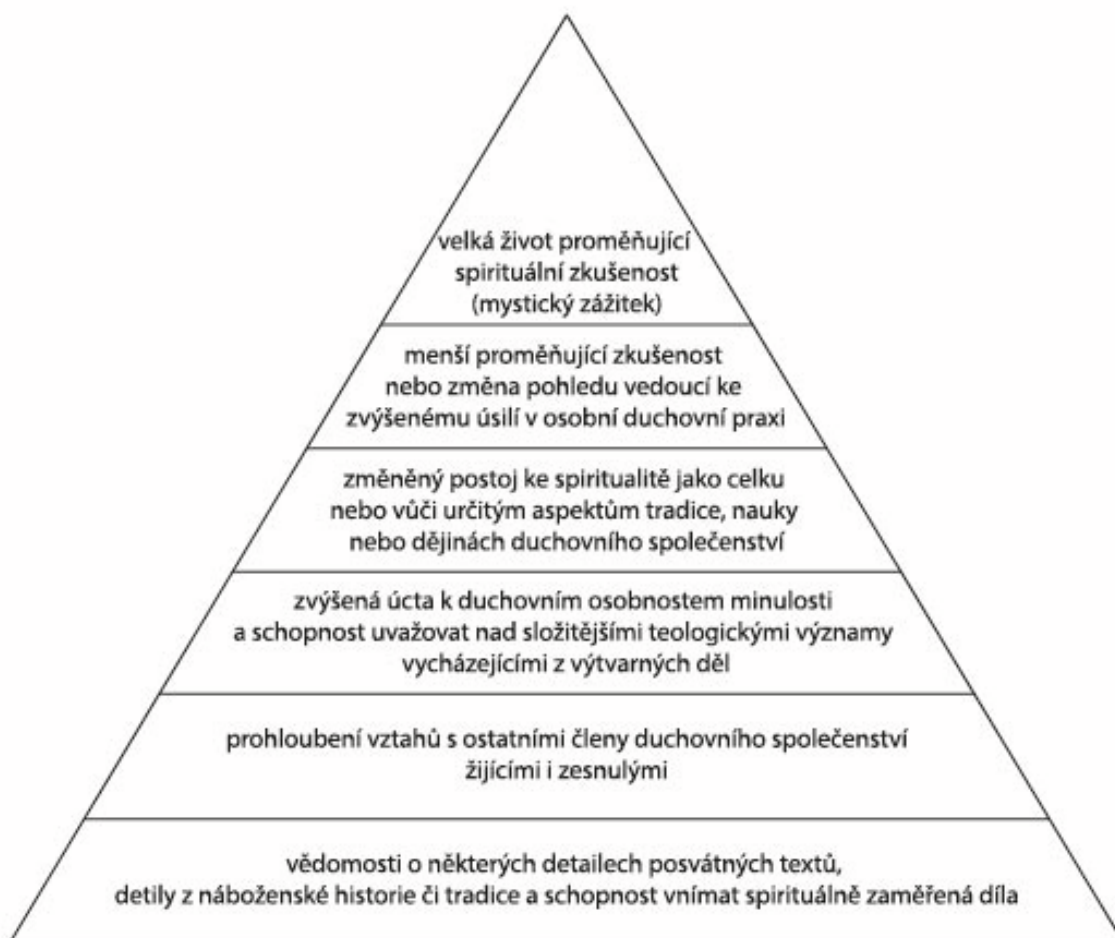 velká život proměňující
spirituální zkušenost
(mystický zážitek)
menší proměňující zkušenost
nebo změna pohledu vedoucí ke
zvýšenému úsilí v osobní duchovní praxi
změněný postoj ke spiritualitě jako celku
nebo vůči určitým aspektům tradice, nauky
nebo dějinách duchovního společenství
zvýšená úcta k duchovním osobnostem minulosti
a schopnost uvažovat nad složitějšími teologickými významy
vycházejícími z výtvarných děl
prohloubení vztahů s ostatními členy duchovního společenství
žijícími i zesnulými
vědomosti o některých detailech posvátných textů,
detily z náboženské historie či tradice a schopnost vnímat spirituálně zaměřená díla